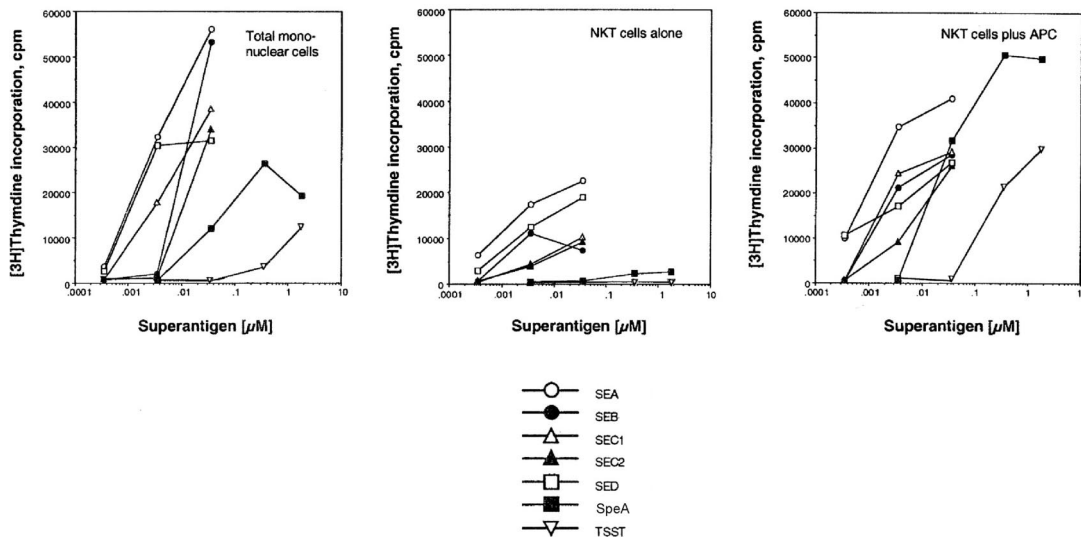 [3H]Thymdine incorporation, cpm
60000
50000
40000
30000
20000
10000
0
Total mono-
nuclear cells
.0001
.001
.01
.1
1
10
Superantigen [µM]
[3H]Thymdine incorporation, cpm
60000
50000
40000
30000
20000
10000
0
NKT cells alone
.0001
.001
.01
.1
1
10
Superantigen [µM]
[3H]Thymdine incorporation, cpm
60000
50000
40000
30000
20000
10000
0
NKT cells plus APC
.0001
.001
.01
.1
1
10
Superantigen [µM]
SEA
SEB
SEC1
SEC2
SED
SpeA
TSST